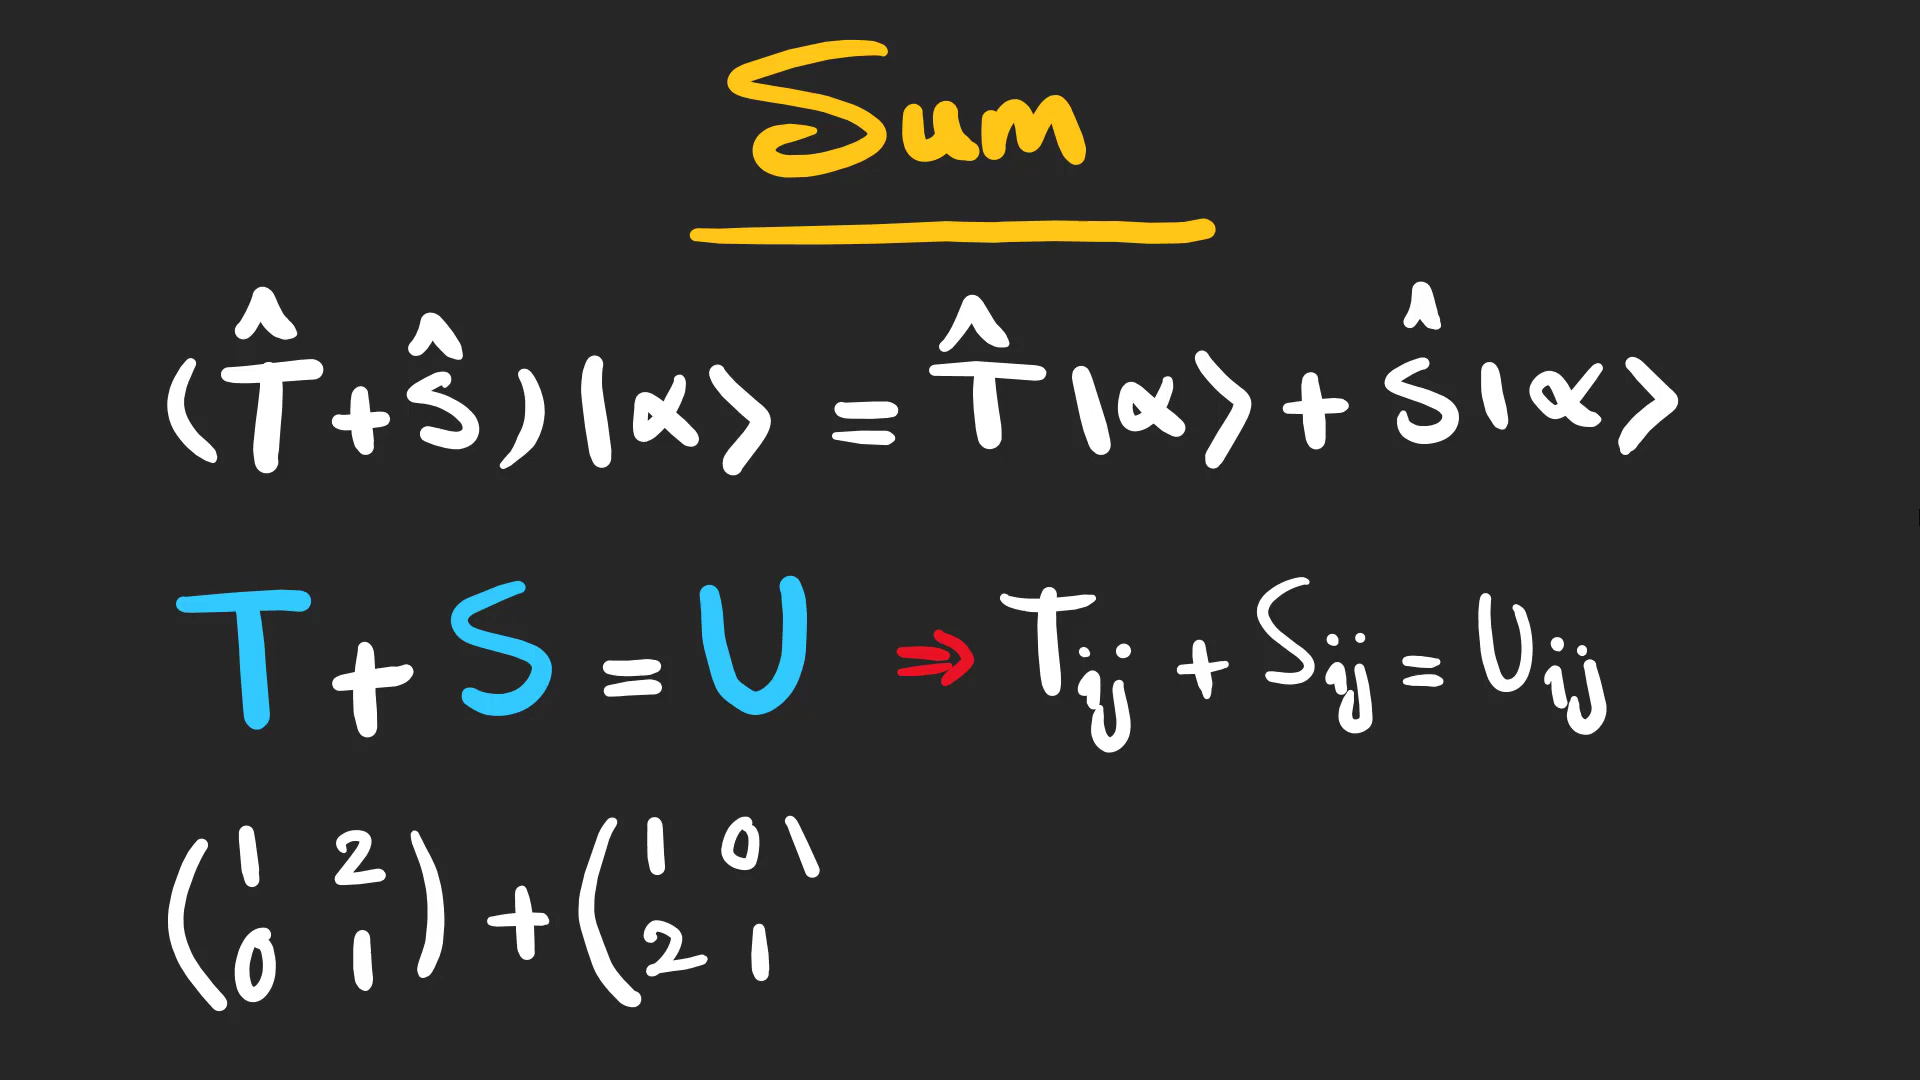 Sum
(T̂+ŝ)|α⟩ = T̂|α⟩ + ŝ|α⟩
T + S = U ⇒ Tij + Sij = Uij
(1 2) + (1 0\
(0 1) (2 1